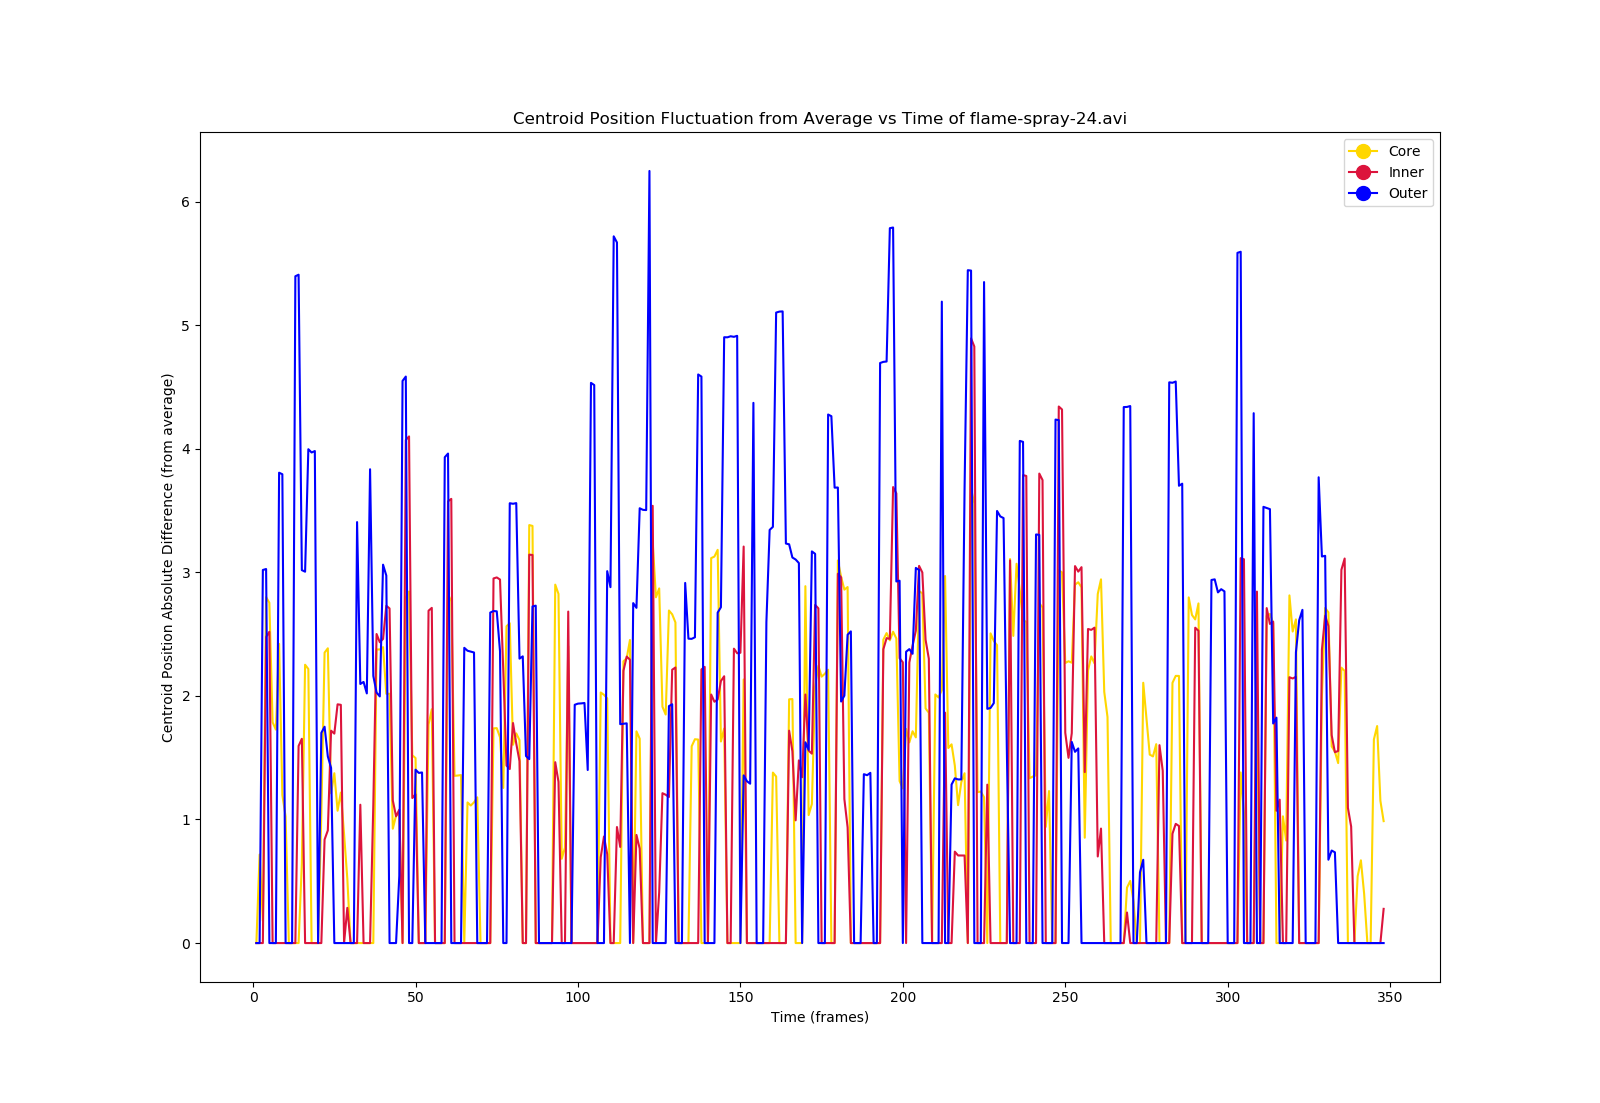 Centroid Position Fluctuation from Average vs Time of flame-spray-24.avi
Core
Inner
Outer
Centroid Position Absolute Difference (from average)
6
5
4
3
2
1
0
0 50 100 150 200 250 300 350
Time (frames)